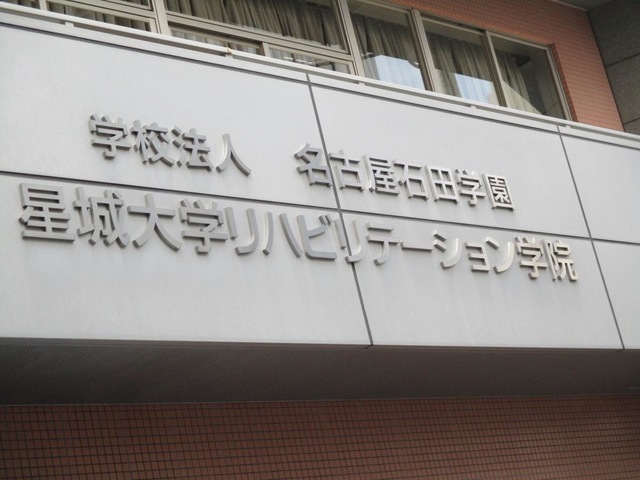 学校法人 名古屋石田学園
星城大学リハビリテーション学院